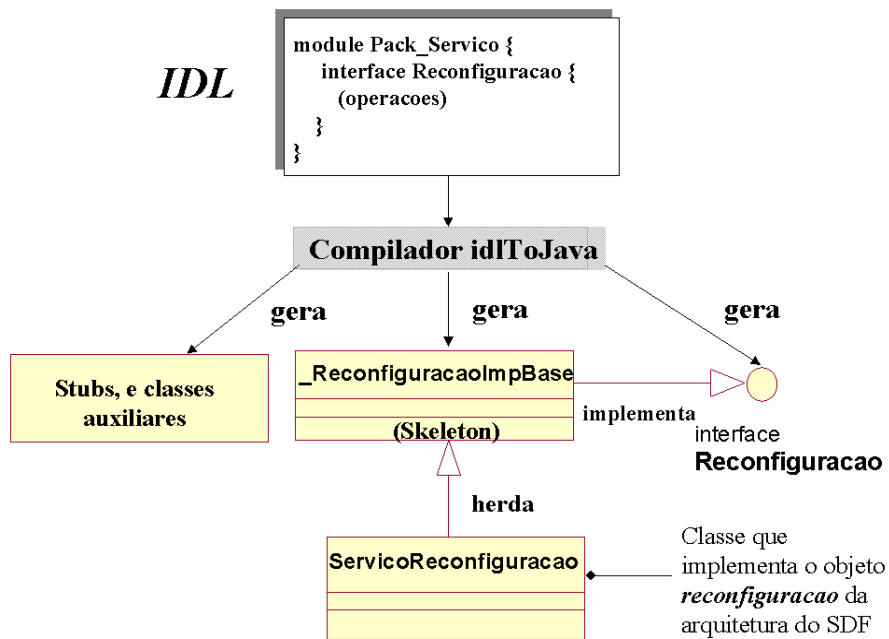 IDL
module Pack_Servico {
interface Reconfiguracao {
(operacoes)
}
}
Compilador idlToJava
gera
gera
gera
Stubs, e classes
auxiliares
_ReconfiguracaoImpBase
(Skeleton)
implementa
interface
Reconfiguracao
herda
ServicoReconfiguracao
Classe que
implementa o objeto
reconfiguracao da
arquitetura do SDF